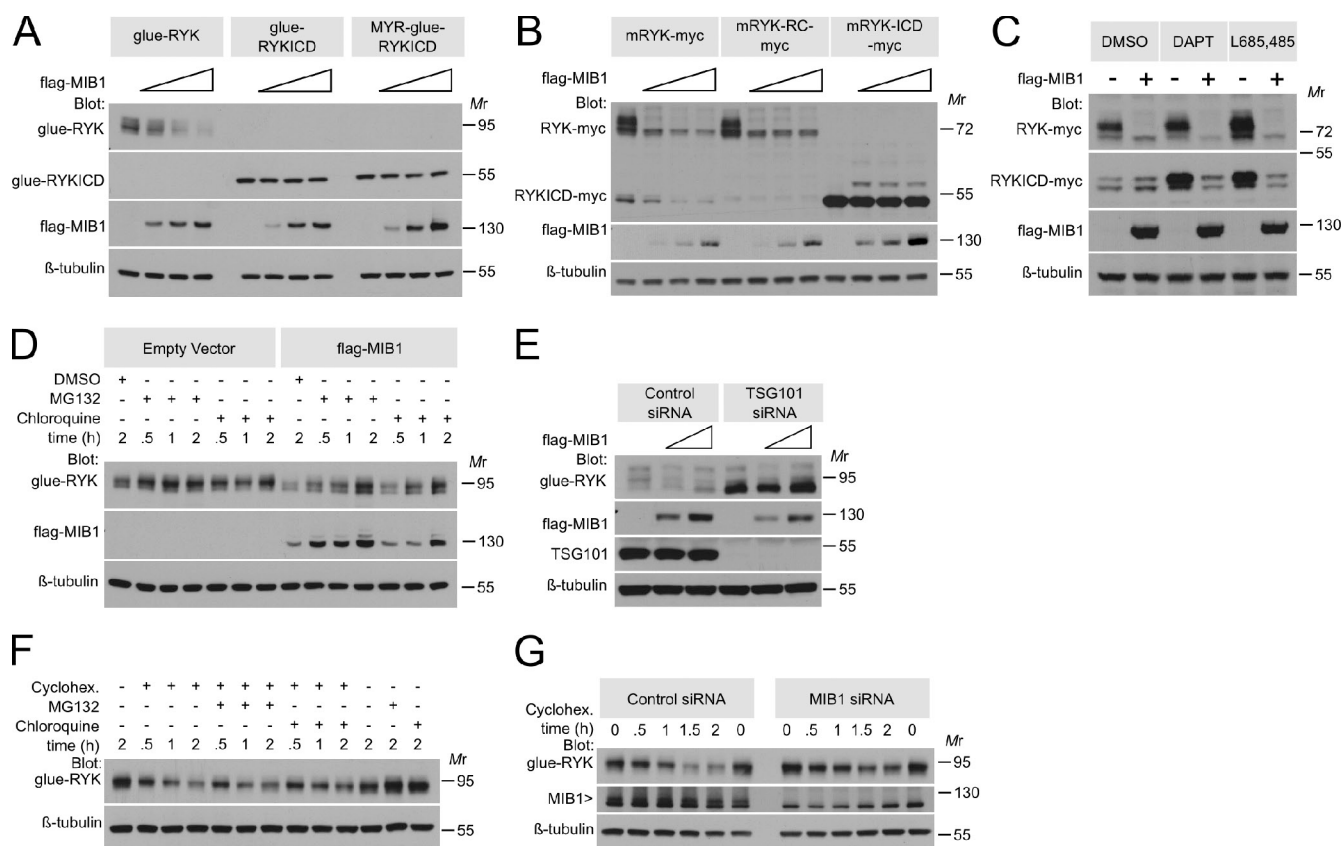 A
glue-RYK
glue-
RYKICD
MYR-glue-
RYKICD
flag-MIB1
Blot:
Mr
glue-RYK
95
glue-RYKICD
55
flag-MIB1
130
ß-tubulin
55
B
mRYK-myc
mRYK-RC-
myc
mRYK-ICD
-myc
flag-MIB1
Blot:
Mr
RYK-myc
72
RYKICD-myc
55
flag-MIB1
130
ß-tubulin
55
C
DMSO DAPT L685,485
flag-MIB1 - + - + - +
Blot:
Mr
RYK-myc
72
55
RYKICD-myc
flag-MIB1
130
ß-tubulin
55
D
Empty Vector flag-MIB1
DMSO + - - - - - - + - - - - - -
MG132 - + + + - - - - + + + - - -
Chloroquine - - - - + + + - - - - + + +
time (h) 2 .5 1 2 .5 1 2 2 .5 1 2 .5 1 2
Blot:
Mr
glue-RYK
95
flag-MIB1
130
ß-tubulin
55
E
Control
siRNA
TSG101
siRNA
flag-MIB1
Blot:
Mr
glue-RYK
95
flag-MIB1
130
TSG101
55
ß-tubulin
55
F
Cyclohex. - + + + + + + + + + - - -
MG132 - - - - + + + - - - - + -
Chloroquine - - - - - - - + + + - - +
time (h) 2 .5 1 2 .5 1 2 .5 1 2 2 2 2
Blot:
Mr
glue-RYK
95
ß-tubulin
55
G
Control siRNA MIB1 siRNA
Cyclohex.
time (h) 0 .5 1 1.5 2 0 0 .5 1 1.5 2 0
Blot:
Mr
glue-RYK
95
130
MIB1>
ß-tubulin
55